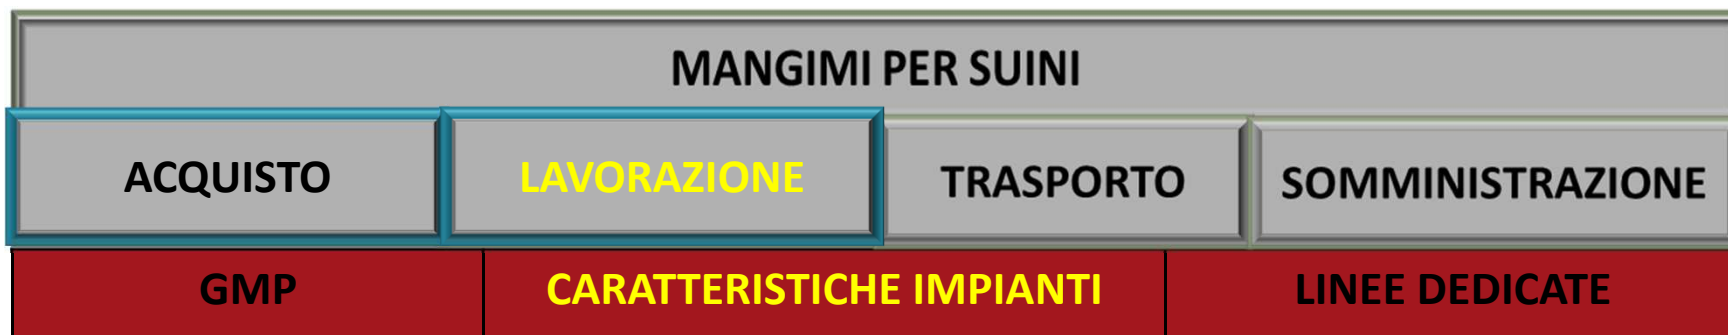 MANGIMI PER SUINI
ACQUISTO LAVORAZIONE TRASPORTO SOMMINISTRAZIONE
GMP CARATTERISTICHE IMPIANTI LINEE DEDICATE